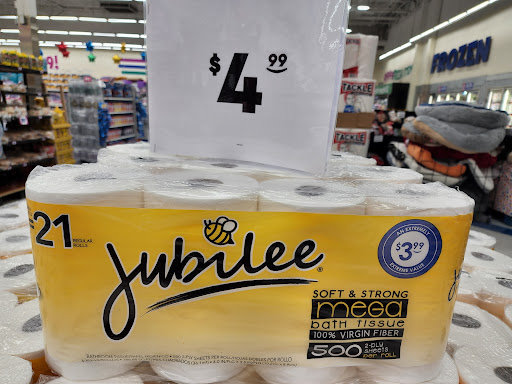 $4.99
FROZEN
TACKLE
TACKLE
=21
REGULAR
ROLLS
Jubilee®
AN EXTREMELY
$3.99
EXTREME VALUE
SOFT & STRONG
mega
bath tissue
100% VIRGIN FIBER
500 2-PLY
SHEETS
per roll